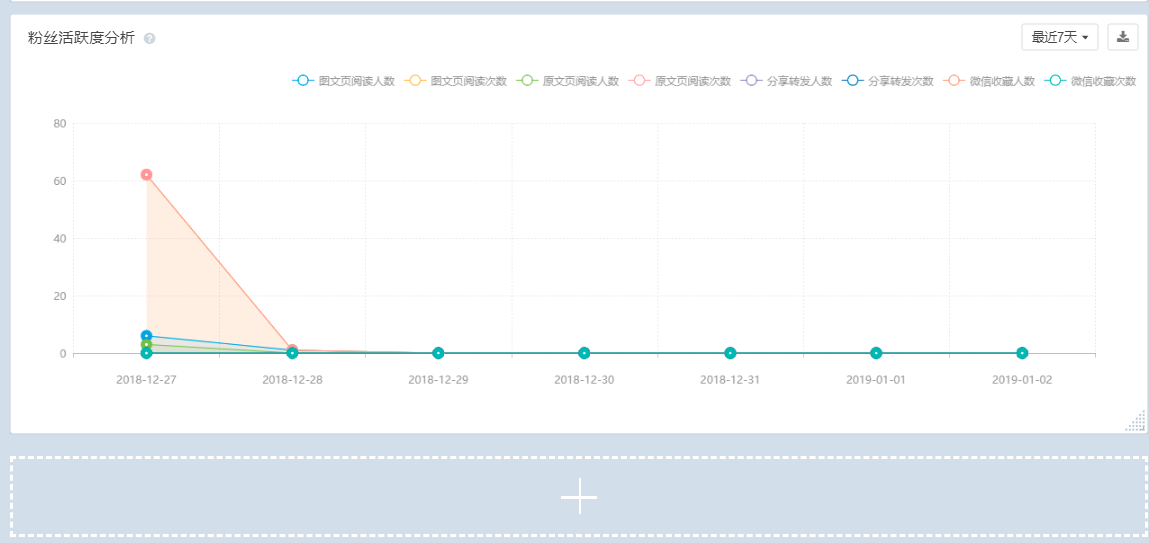 粉丝活跃度分析 ?
最近7天
图文页阅读人数 图文页阅读次数 原文页阅读人数 原文页阅读次数 分享转发人数 分享转发次数 微信收藏人数 微信收藏次数
80
60
40
20
0
2018-12-27 2018-12-28 2018-12-29 2018-12-30 2018-12-31 2019-01-01 2019-01-02